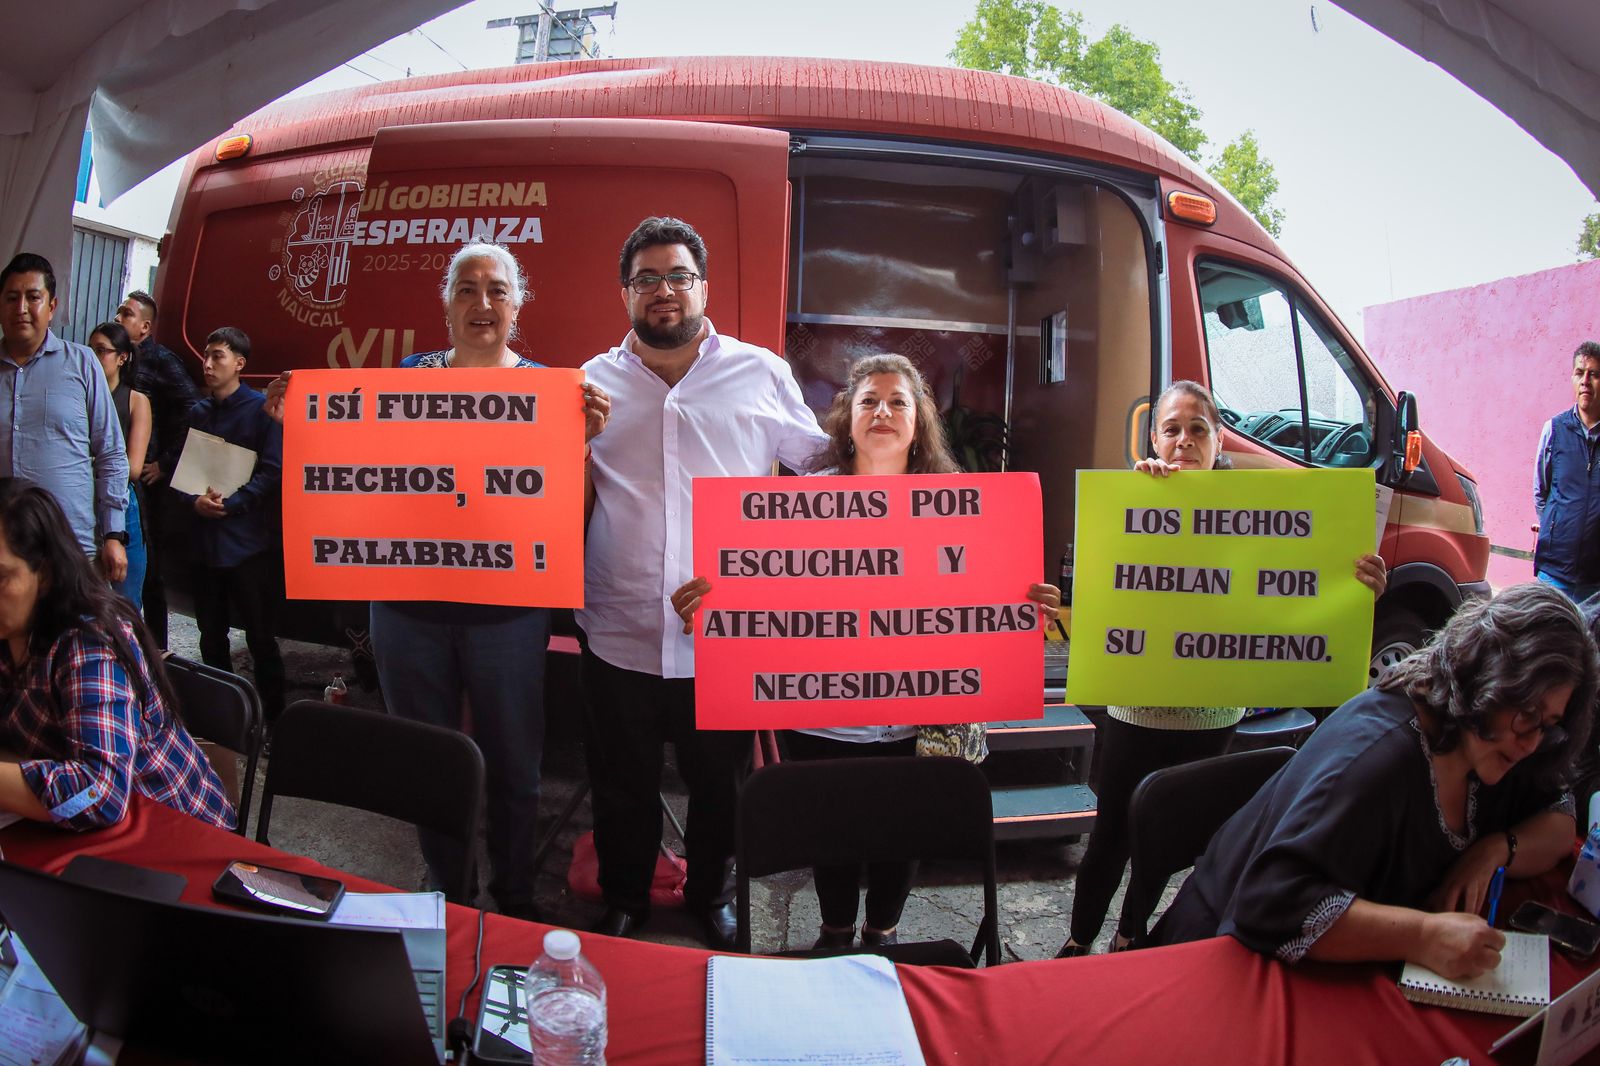 UÍ GOBIERNA
ESPERANZA
2025-202
NAUCAL
¡SÍ FUERON
HECHOS, NO
PALABRAS !
GRACIAS POR
ESCUCHAR Y
ATENDER NUESTRAS
NECESIDADES
LOS HECHOS
HABLAN POR
SU GOBIERNO.